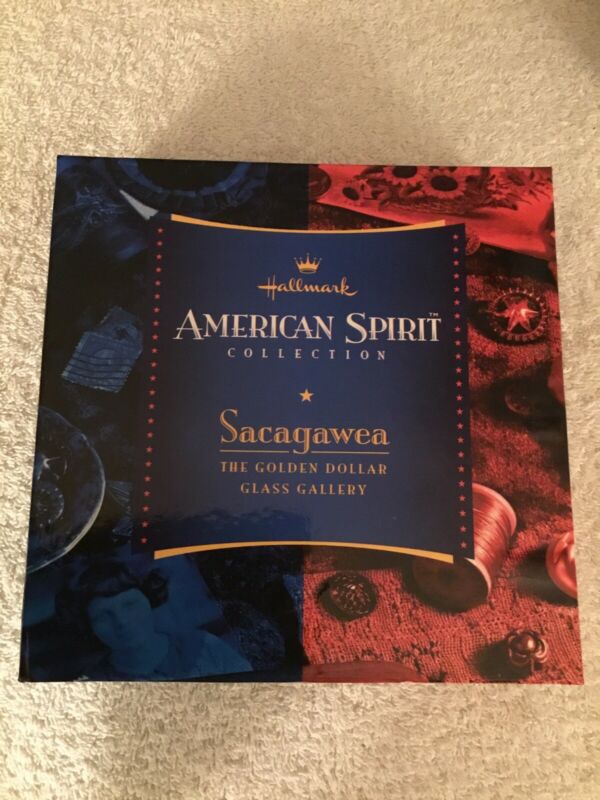 Hallmark
AMERICAN SPIRIT™
COLLECTION
Sacagawea
THE GOLDEN DOLLAR
GLASS GALLERY